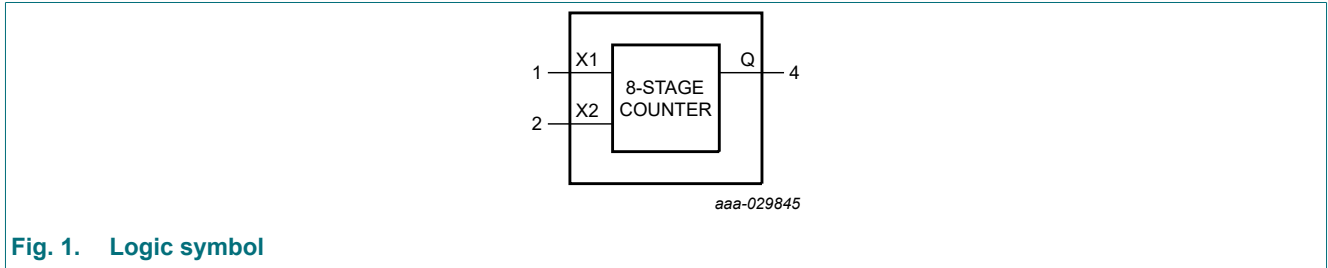 X1
Q
1
4
8-STAGE
COUNTER
X2
2
aaa-029845
Fig. 1. Logic symbol